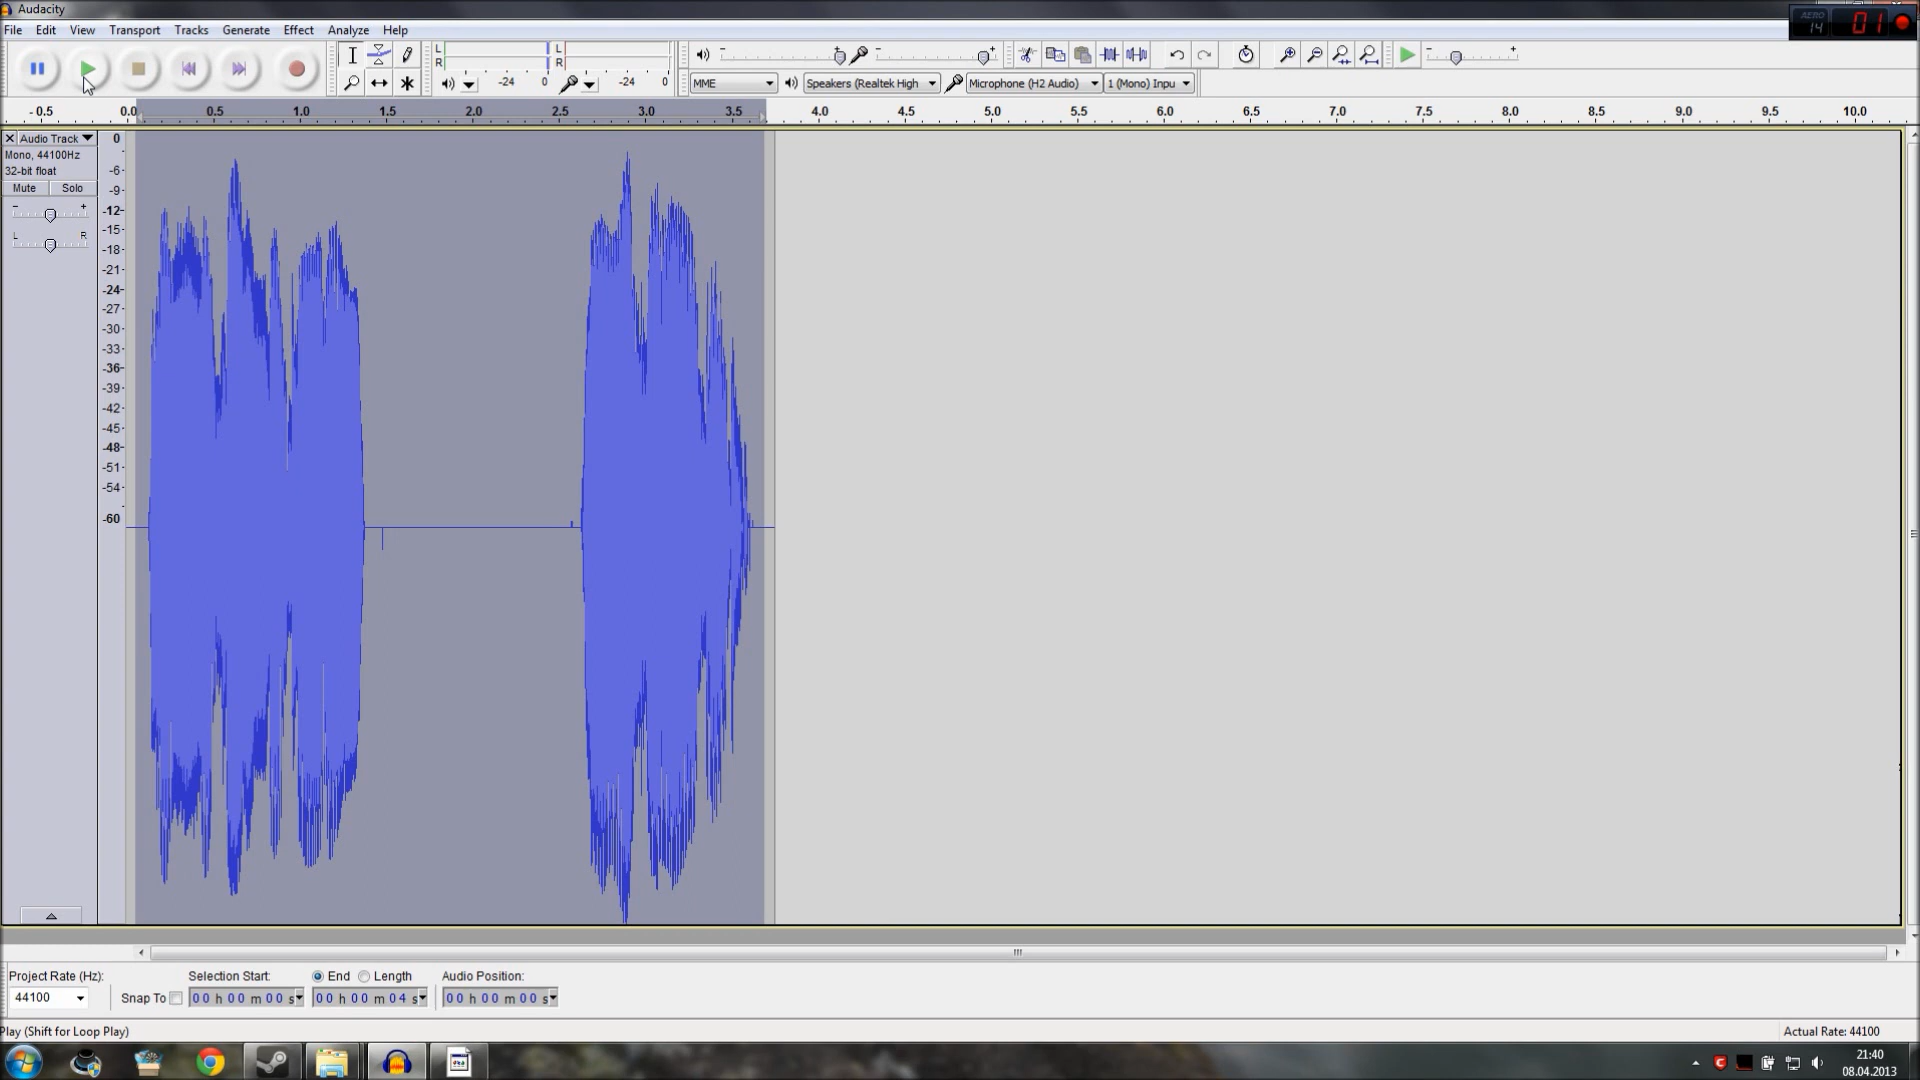 Audacity
File Edit View Transport Tracks Generate Effect Analyze Help
14 01
L R L R
-24 0 -24 0
MME Speakers (Realtek High Microphone (H2 Audio) 1 (Mono) Inpu
-0.5 0.0 0.5 1.0 1.5 2.0 2.5 3.0 3.5 4.0 4.5 5.0 5.5 6.0 6.5 7.0 7.5 8.0 8.5 9.0 9.5 10.0
Audio Track
Mono, 44100Hz
32-bit float
Mute Solo
- +
L R
0
-6
-9
-12
-15
-18
-21
-24
-27
-30
-33
-36
-39
-42
-45
-48
-51
-54
-60
Project Rate (Hz): Selection Start: End Length Audio Position:
44100 Snap To 00 h 00 m 00 s 00 h 00 m 04 s 00 h 00 m 00 s
Play (Shift for Loop Play) Actual Rate: 44100
21:40
08.04.2013